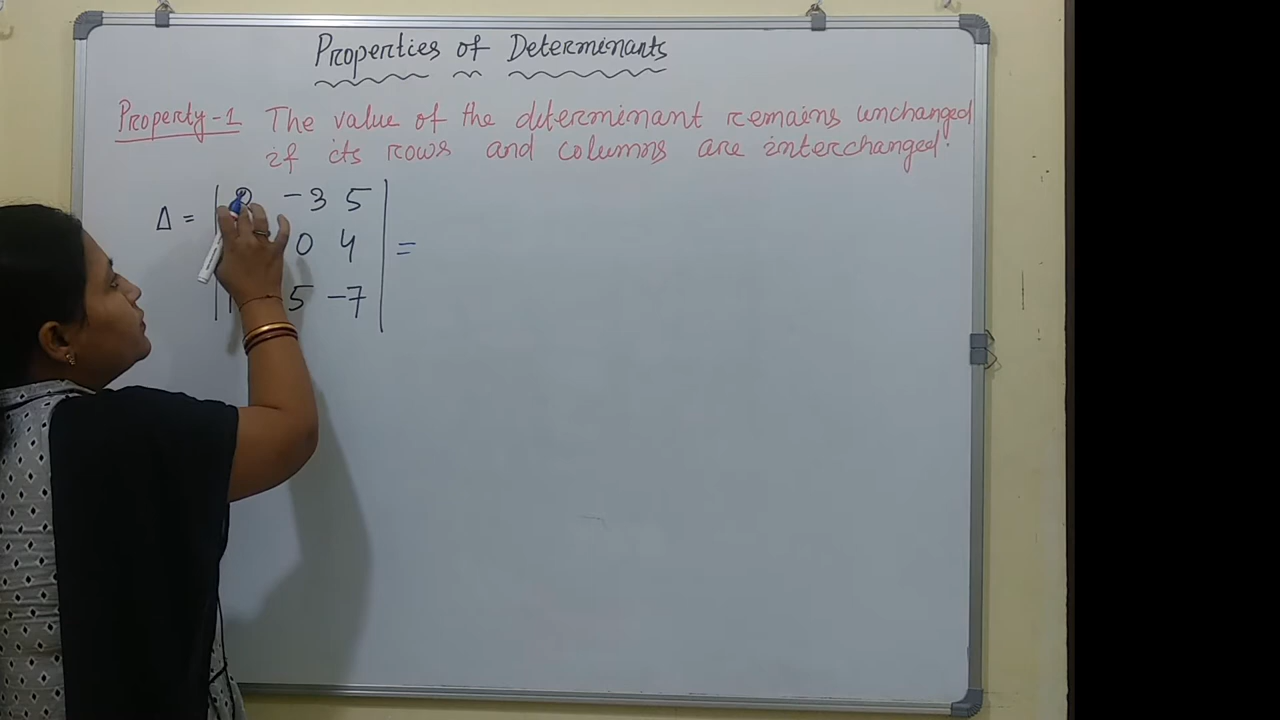 Properties of Determinants
Property-1 The value of the determinant remains unchanged
if its rows and columns are interchanged.
Δ = | -3 5
0 4 | =
5 -7